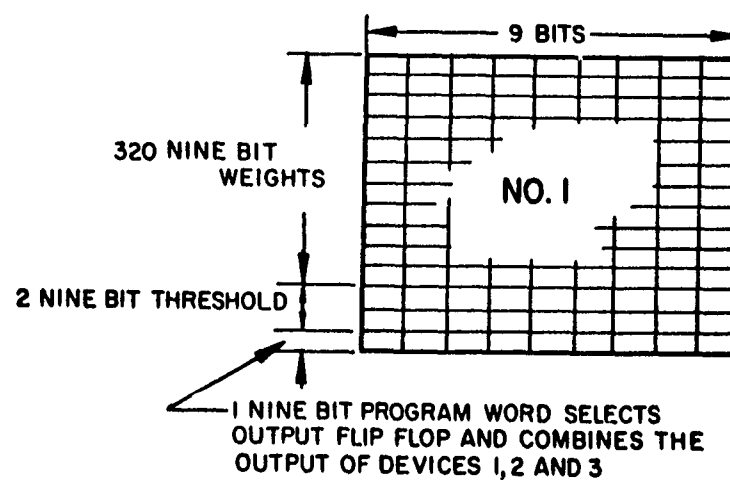 9 BITS
320 NINE BIT
WEIGHTS
NO. 1
2 NINE BIT THRESHOLD
1 NINE BIT PROGRAM WORD SELECTS
OUTPUT FLIP FLOP AND COMBINES THE
OUTPUT OF DEVICES 1, 2 AND 3